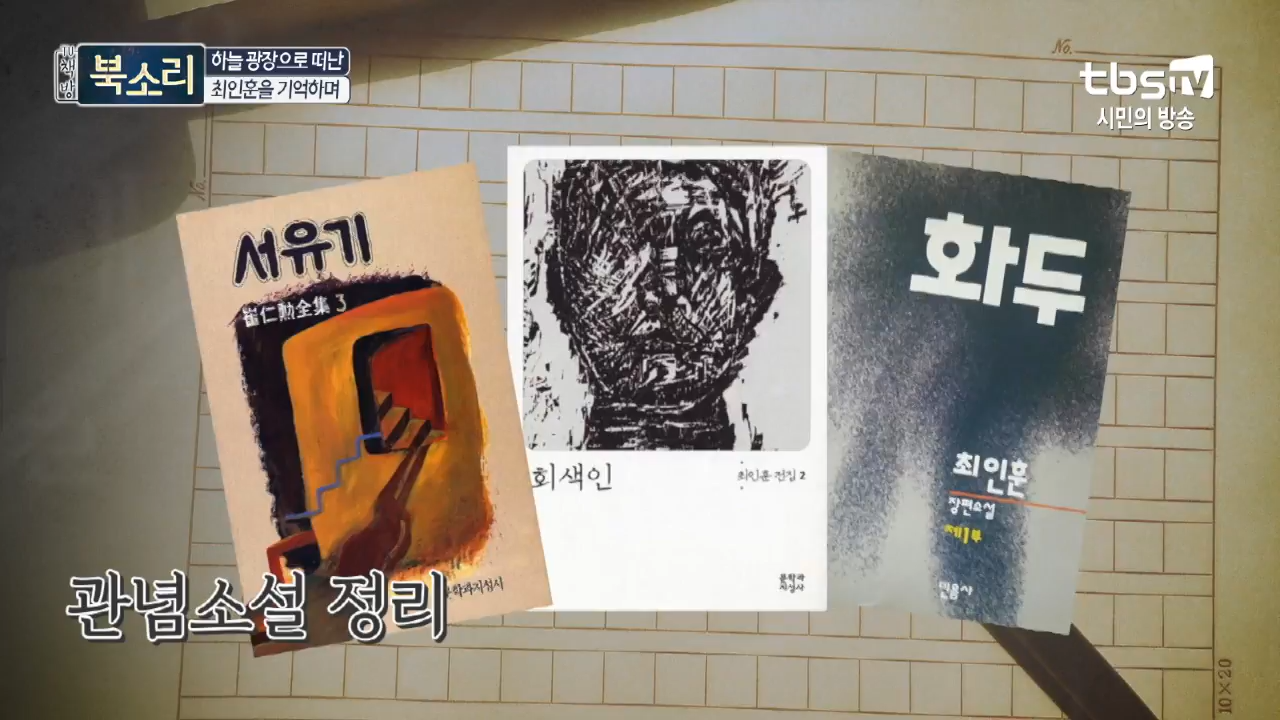 TV
책
방
북소리
하늘 광장으로 떠난
최인훈을 기억하며
No.
tbsTV
시민의 방송
No.
서유기
崔仁勳全集 3
문학과지성사
회색인
최인훈 전집 2
문학과
지성사
화두
최인훈
장편소설
제1부
민음사
관념소설 정리
10×20